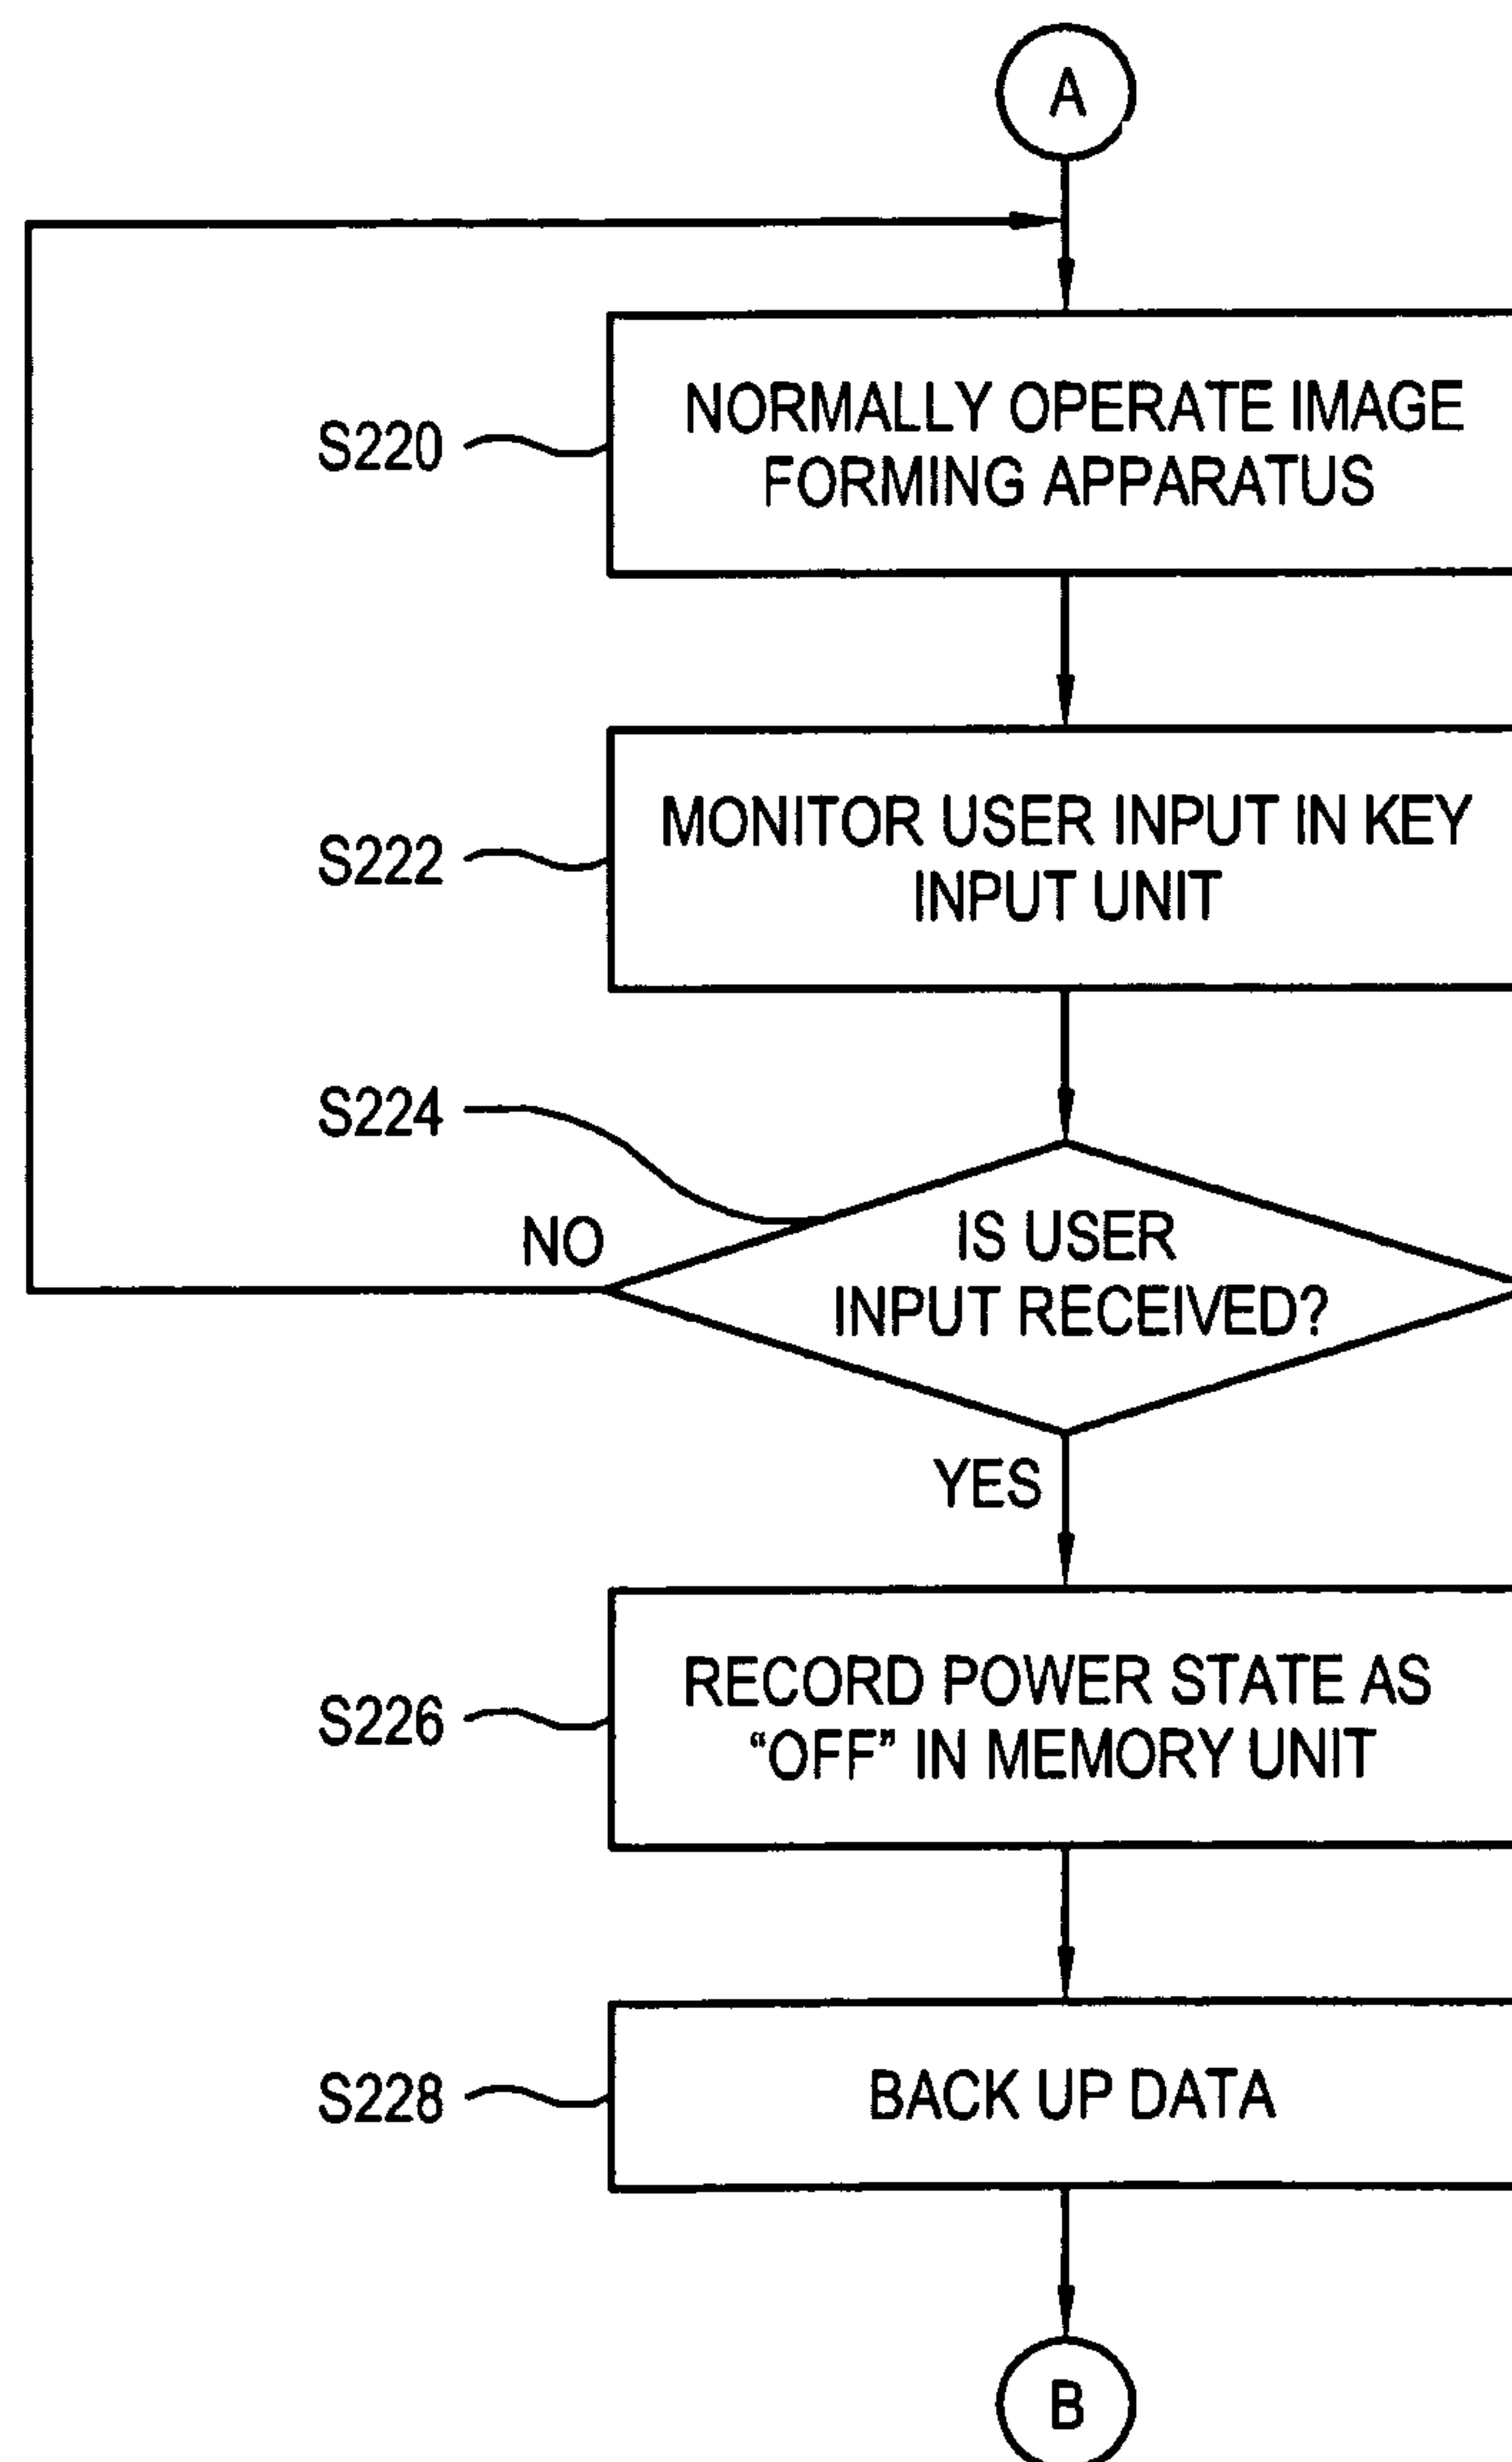 A
S220
NORMALLY OPERATE IMAGE
FORMING APPARATUS
S222
MONITOR USER INPUT IN KEY
INPUT UNIT
S224
NO
IS USER
INPUT RECEIVED?
YES
S226
RECORD POWER STATE AS
“OFF” IN MEMORY UNIT
S228
BACK UP DATA
B